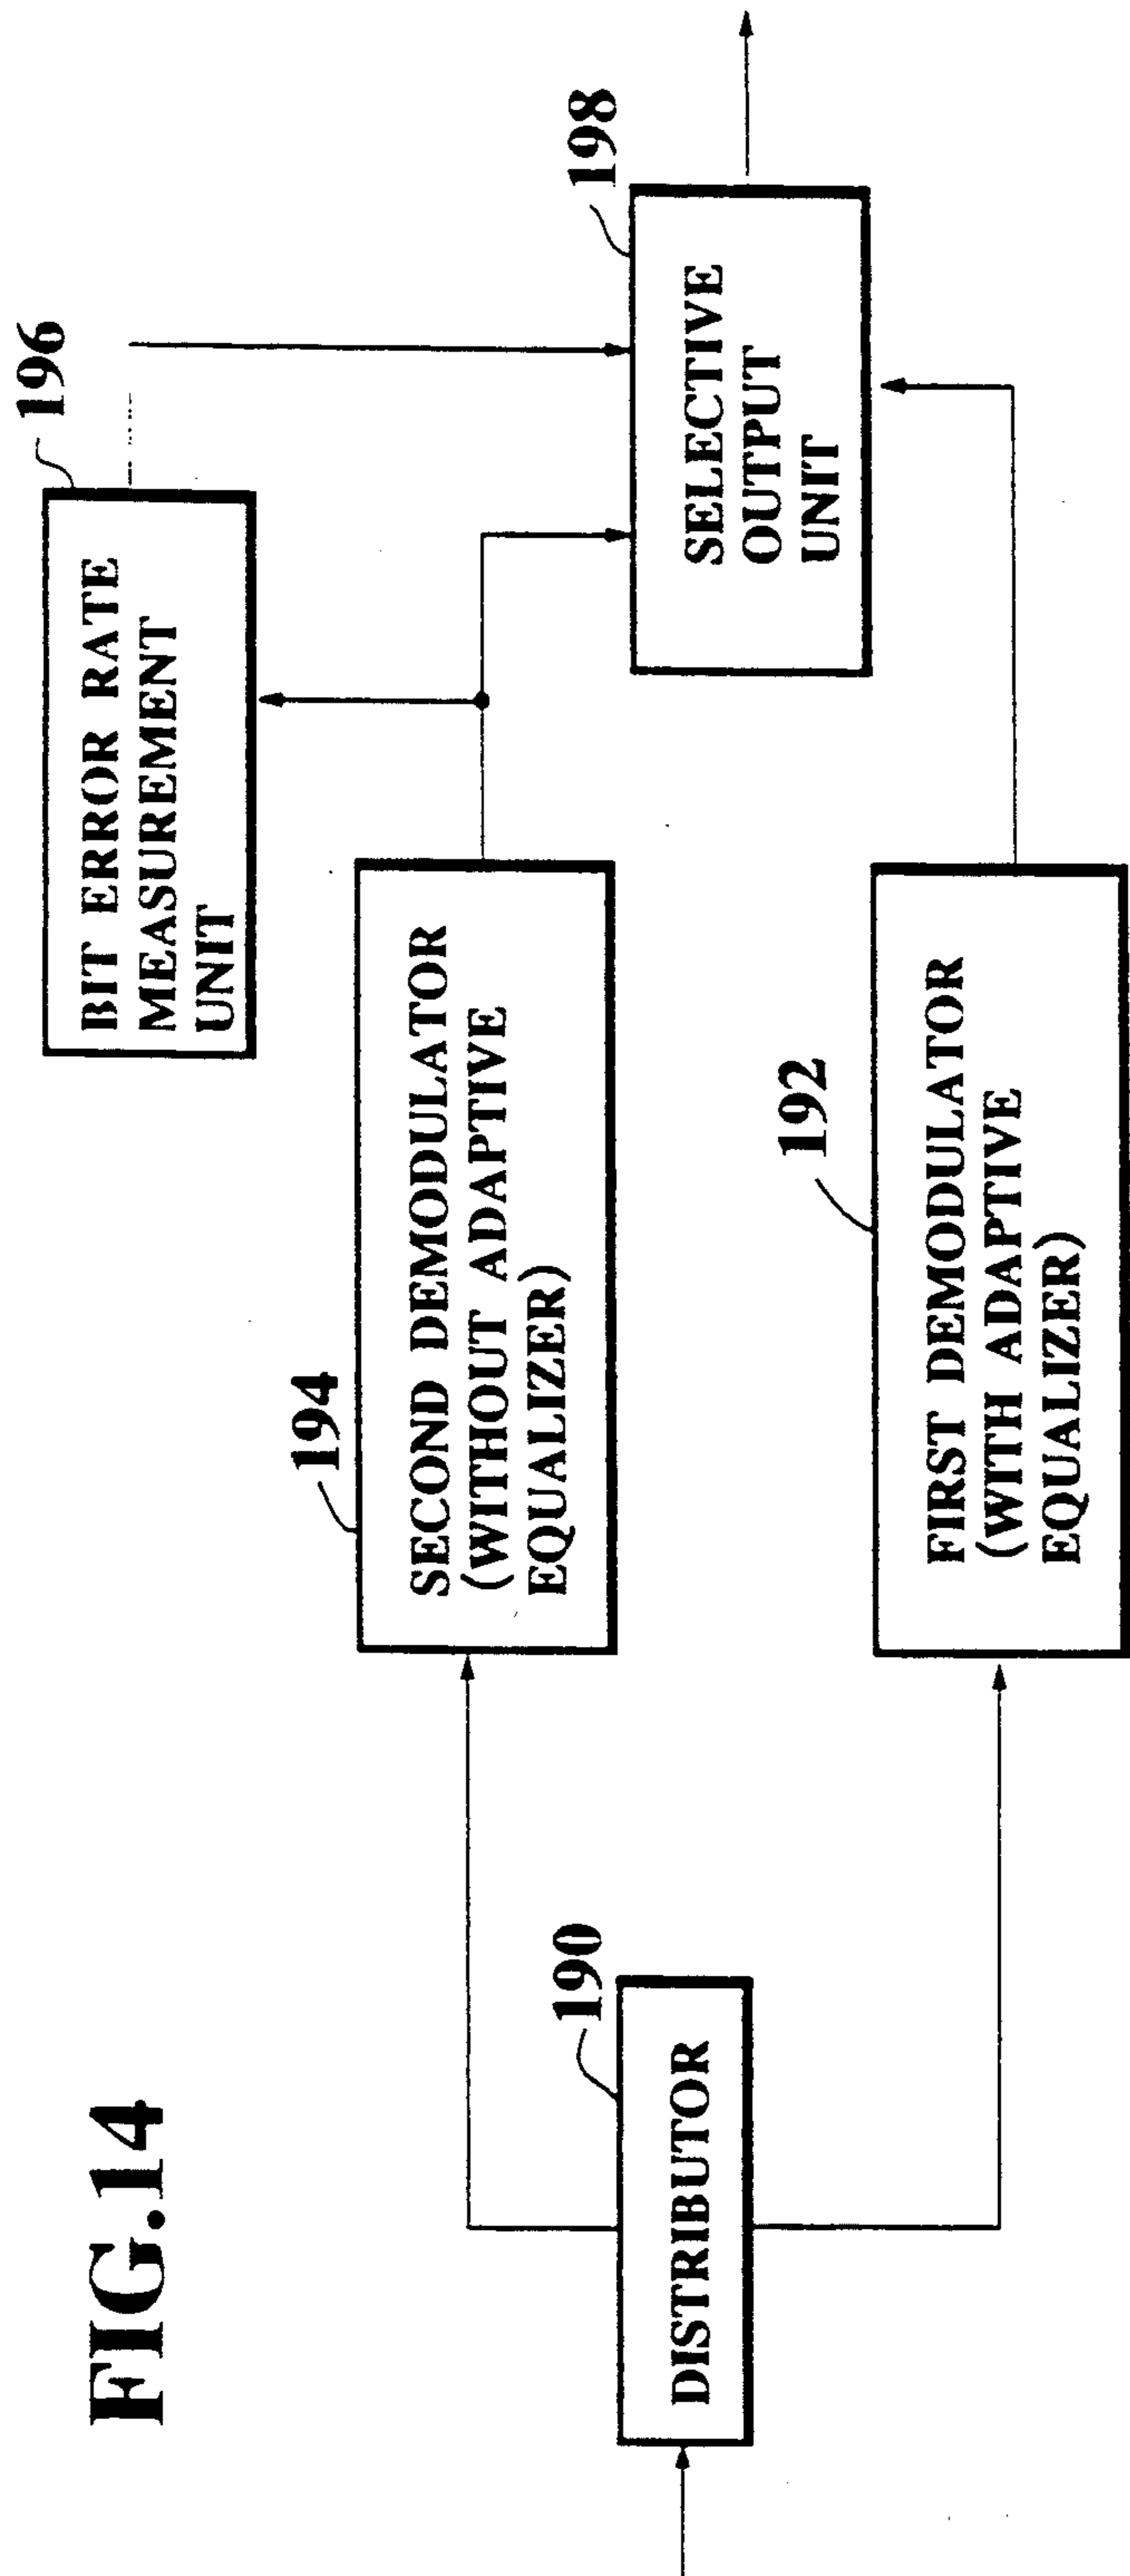 FIG.14
196
BIT ERROR RATE
MEASUREMENT
UNIT
194
SECOND DEMODULATOR
(WITHOUT ADAPTIVE
EQUALIZER)
198
SELECTIVE
OUTPUT
UNIT
190
DISTRIBUTOR
192
FIRST DEMODULATOR
(WITH ADAPTIVE
EQUALIZER)